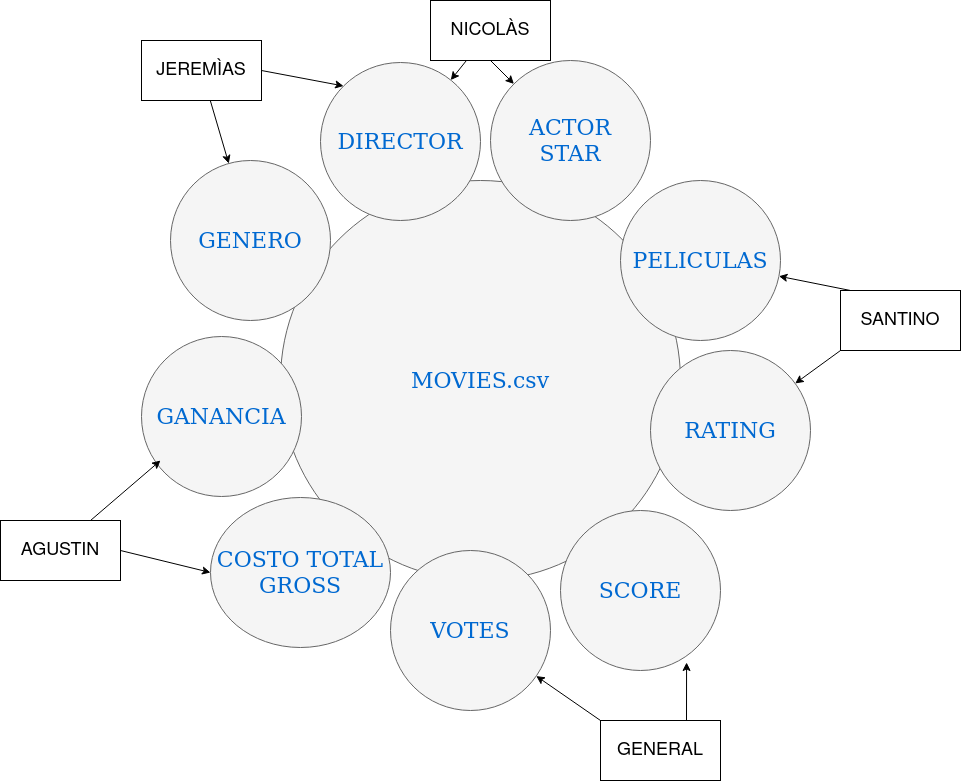 NICOLÀS
JEREMÌAS
DIRECTOR
ACTOR
STAR
GENERO
PELICULAS
SANTINO
MOVIES.csv
GANANCIA
RATING
AGUSTIN
COSTO TOTAL
GROSS
SCORE
VOTES
GENERAL